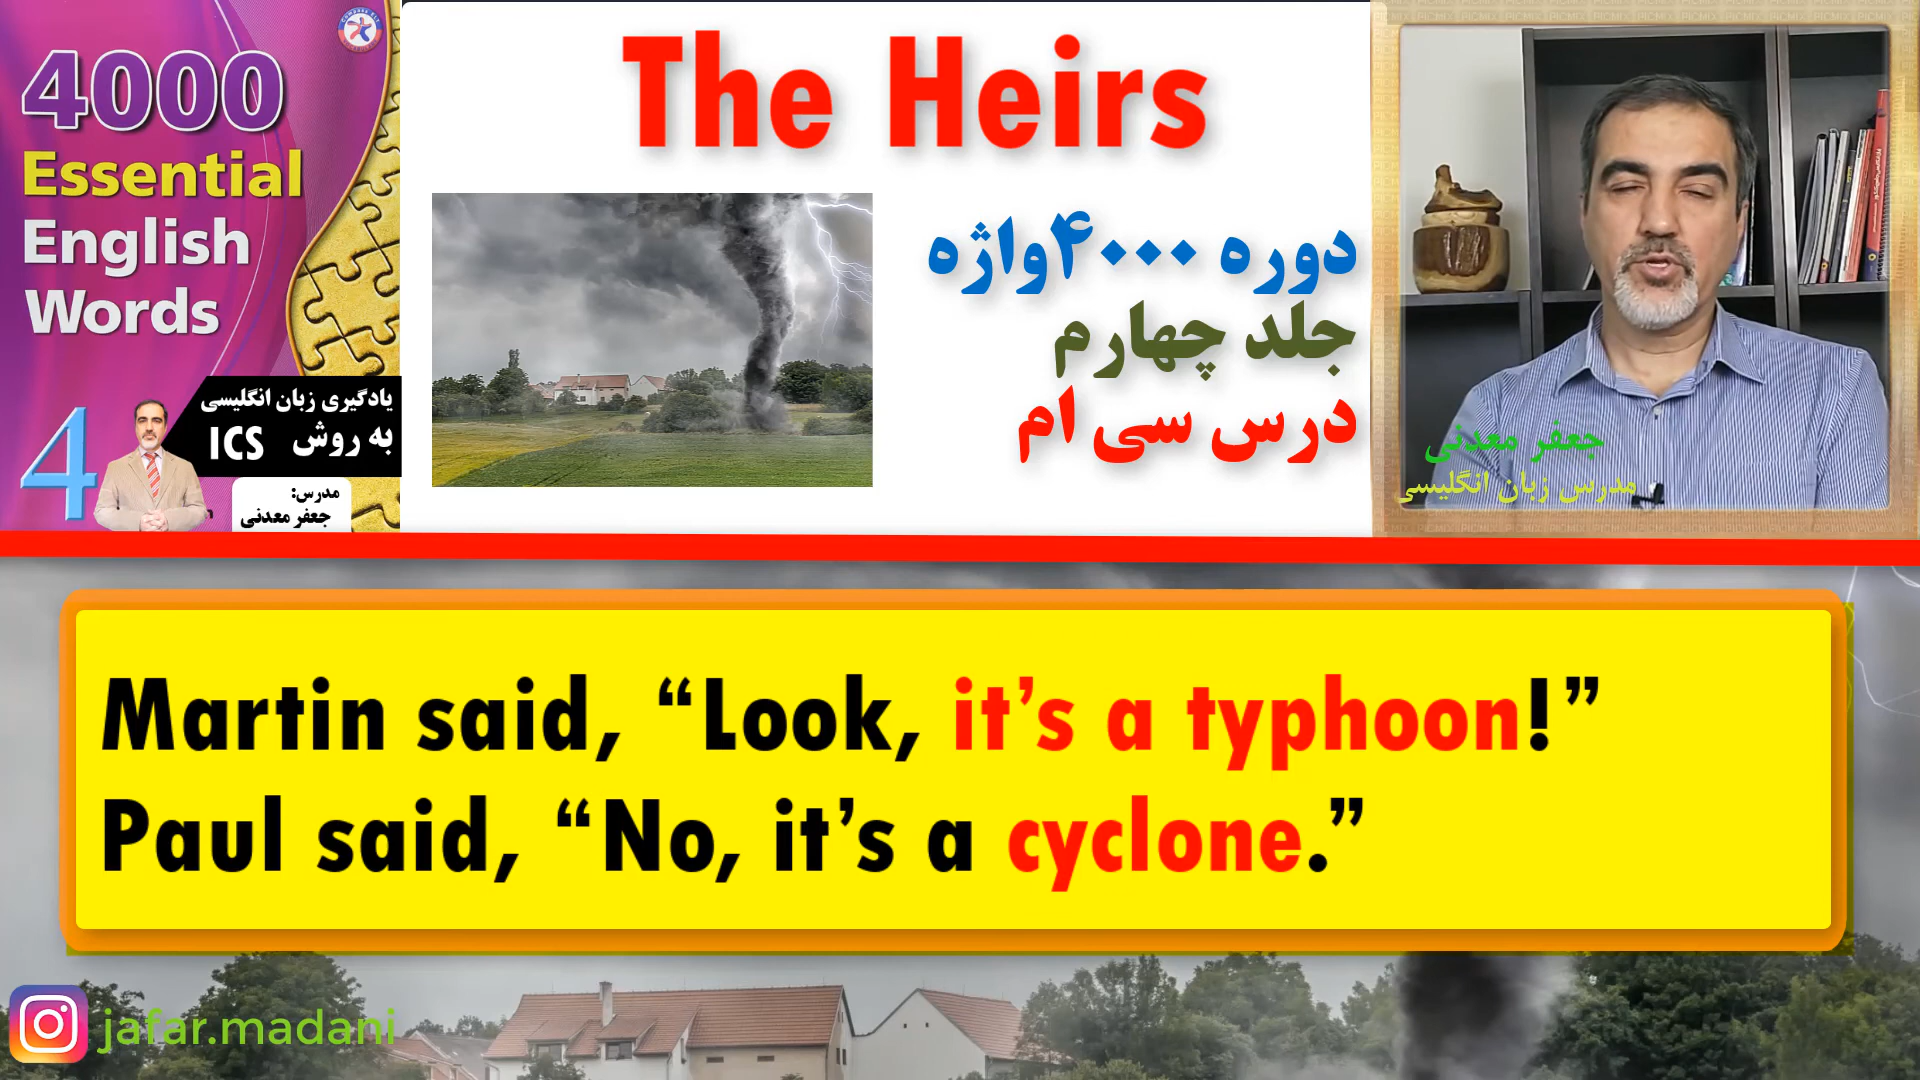 4000
Essential
English
Words
4
یادگیری زبان انگلیسی
به روش ICS
مدرس:
جعفر معدنی
The Heirs
دوره ۴۰۰۰واژه
جلد چهارم
درس سی ام
جعفر معدنی
مدرس زبان انگلیسی
Martin said, “Look, it’s a typhoon!”
Paul said, “No, it’s a cyclone.”
jafar.madani